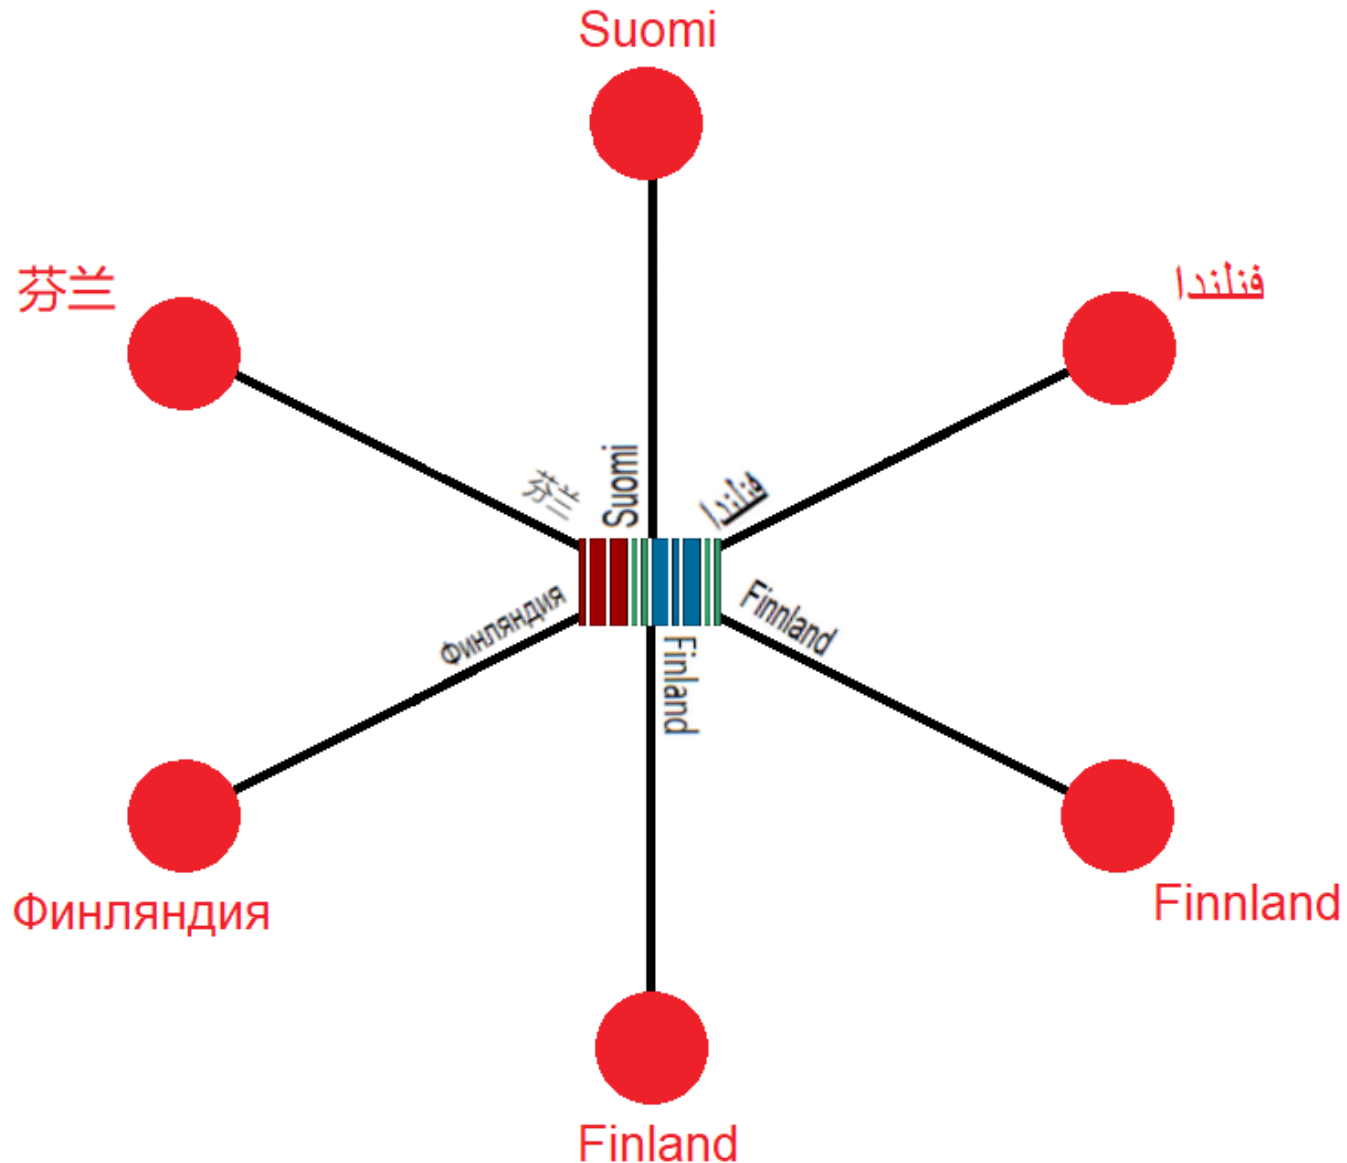 Suomi
芬兰
فنلندا
芬兰
Suomi
فنلندا
Финляндия
Finnland
Finland
Финляндия
Finnland
Finland